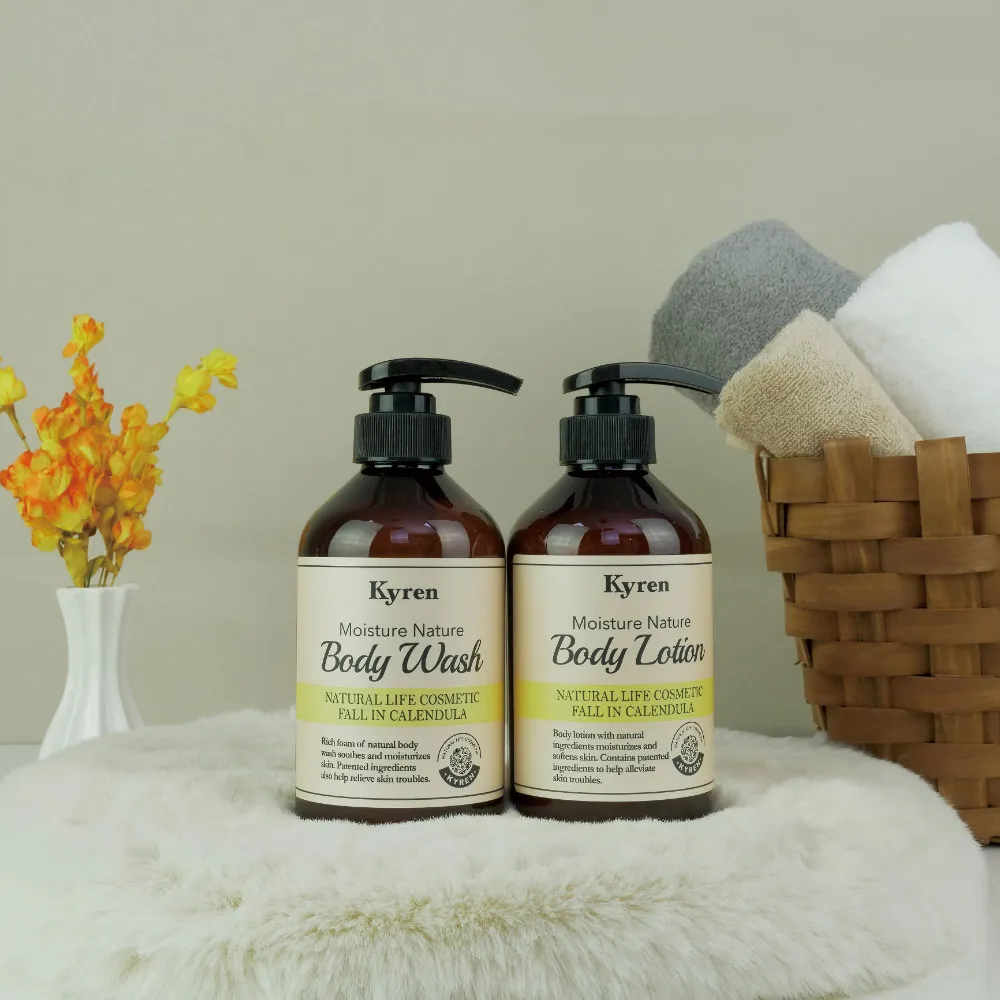 Kyren
Moisture Nature
Body Wash
NATURAL LIFE COSMETIC
FALL IN CALENDULA
Rich foam of natural body
wash soothes and moisturizes
skin. Patented ingredients
also help relieve skin troubles.
KYREN
Kyren
Moisture Nature
Body Lotion
NATURAL LIFE COSMETIC
FALL IN CALENDULA
Body lotion with natural
ingredients moisturizes and
softens skin. Contains patented
ingredients to help alleviate
skin troubles.
KYREN